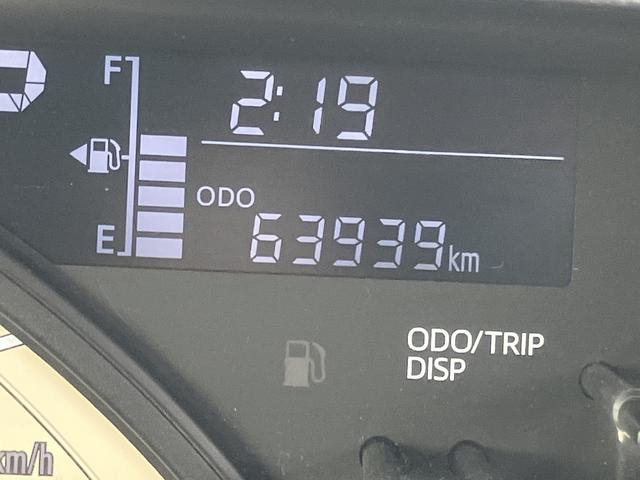 F
2:19
ODO
E
63939km
ODO/TRIP
DISP
km/h